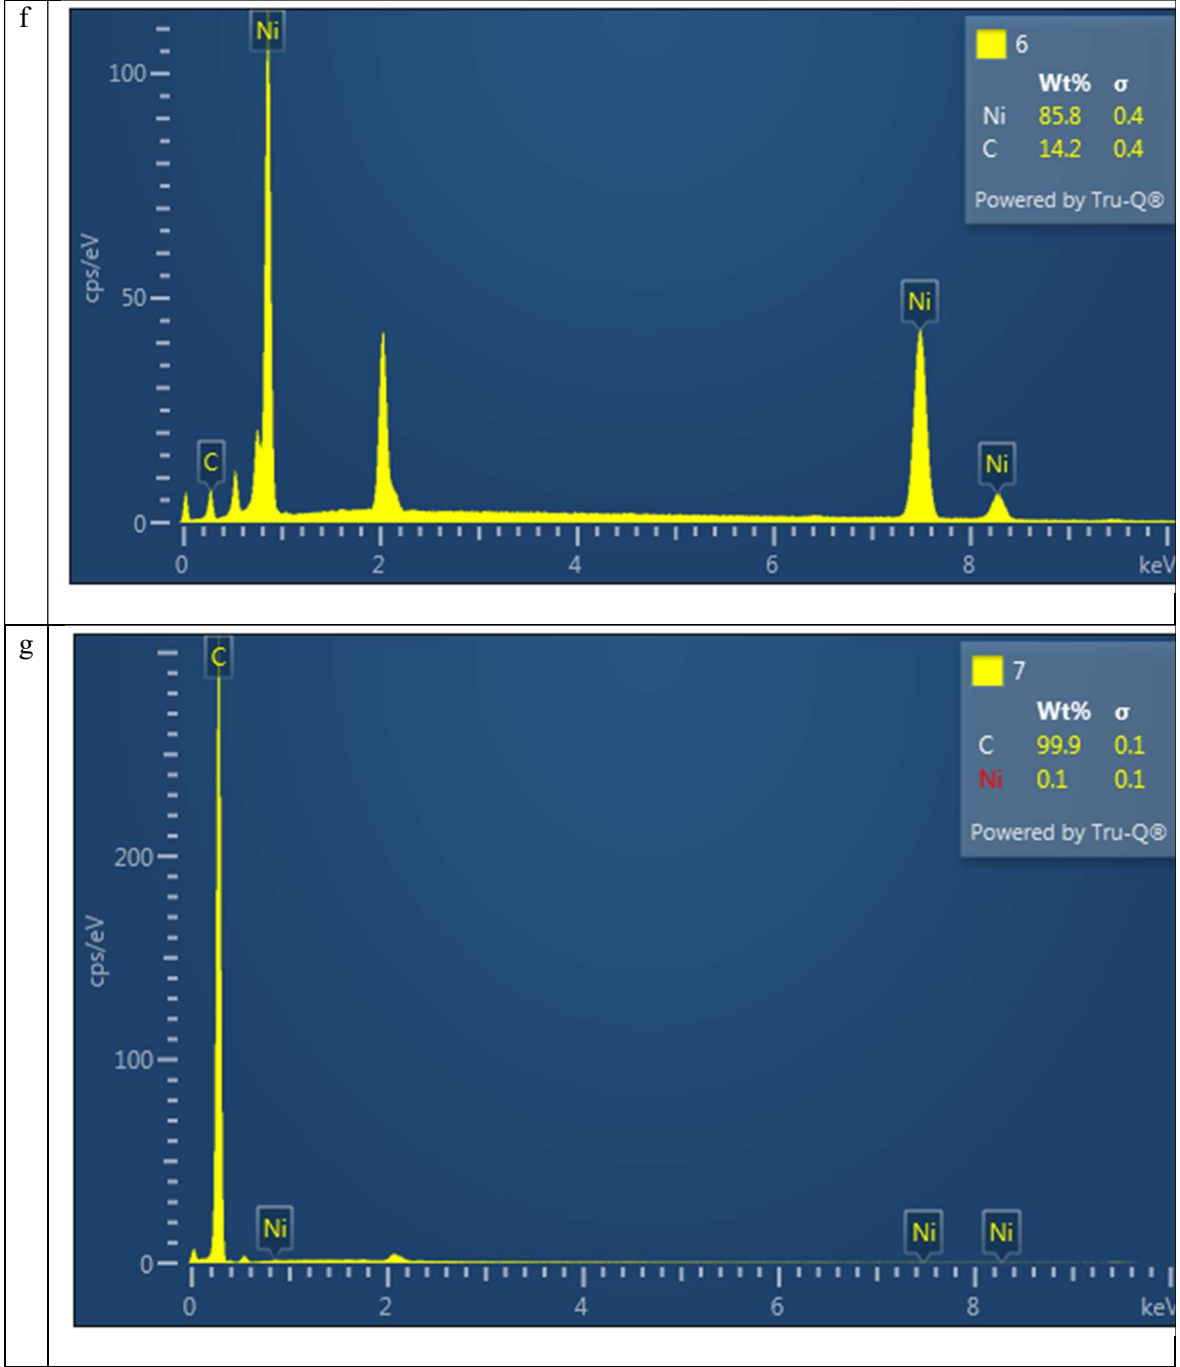 f
Ni
6
100
Wt% σ
Ni 85.8 0.4
C 14.2 0.4
Powered by Tru-Q®
cps/eV
50
Ni
C
Ni
0
0 2 4 6 8 keV
g
C
7
Wt% σ
C 99.9 0.1
Ni 0.1 0.1
Powered by Tru-Q®
200
cps/eV
100
Ni
Ni
Ni
0
0 2 4 6 8 keV